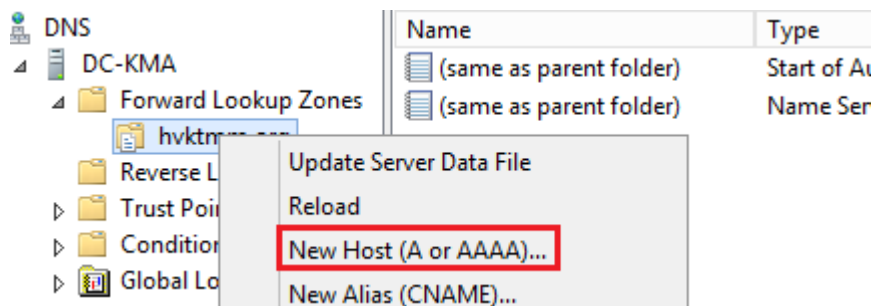 DNS
DC-KMA
Forward Lookup Zones
Reverse L
Trust Poi
Condition
Global Lo
Name Type
(same as parent folder) Start of Au
(same as parent folder) Name Ser
Update Server Data File
Reload
New Host (A or AAAA)...
New Alias (CNAME)...